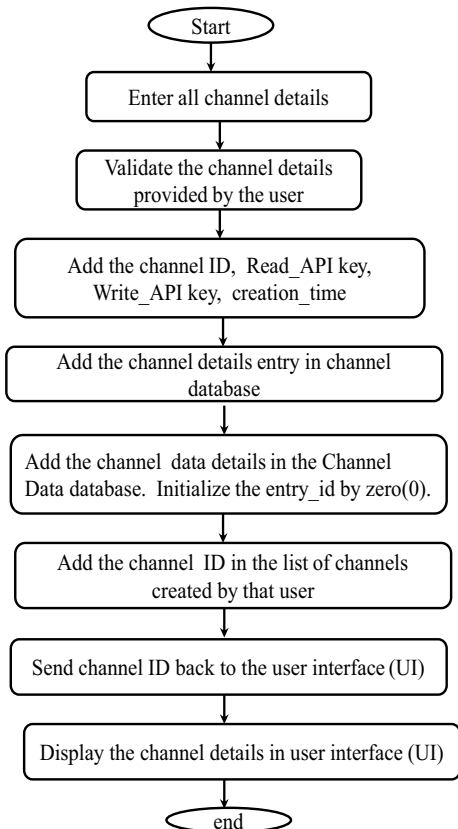 Start
Enter all channel details
Validate the channel details
provided by the user
Add the channel ID, Read_API key,
Write_API key, creation_time
Add the channel details entry in channel
database
Add the channel data details in the Channel
Data database. Initialize the entry_id by zero(0).
Add the channel ID in the list of channels
created by that user
Send channel ID back to the user interface (UI)
Display the channel details in user interface (UI)
end